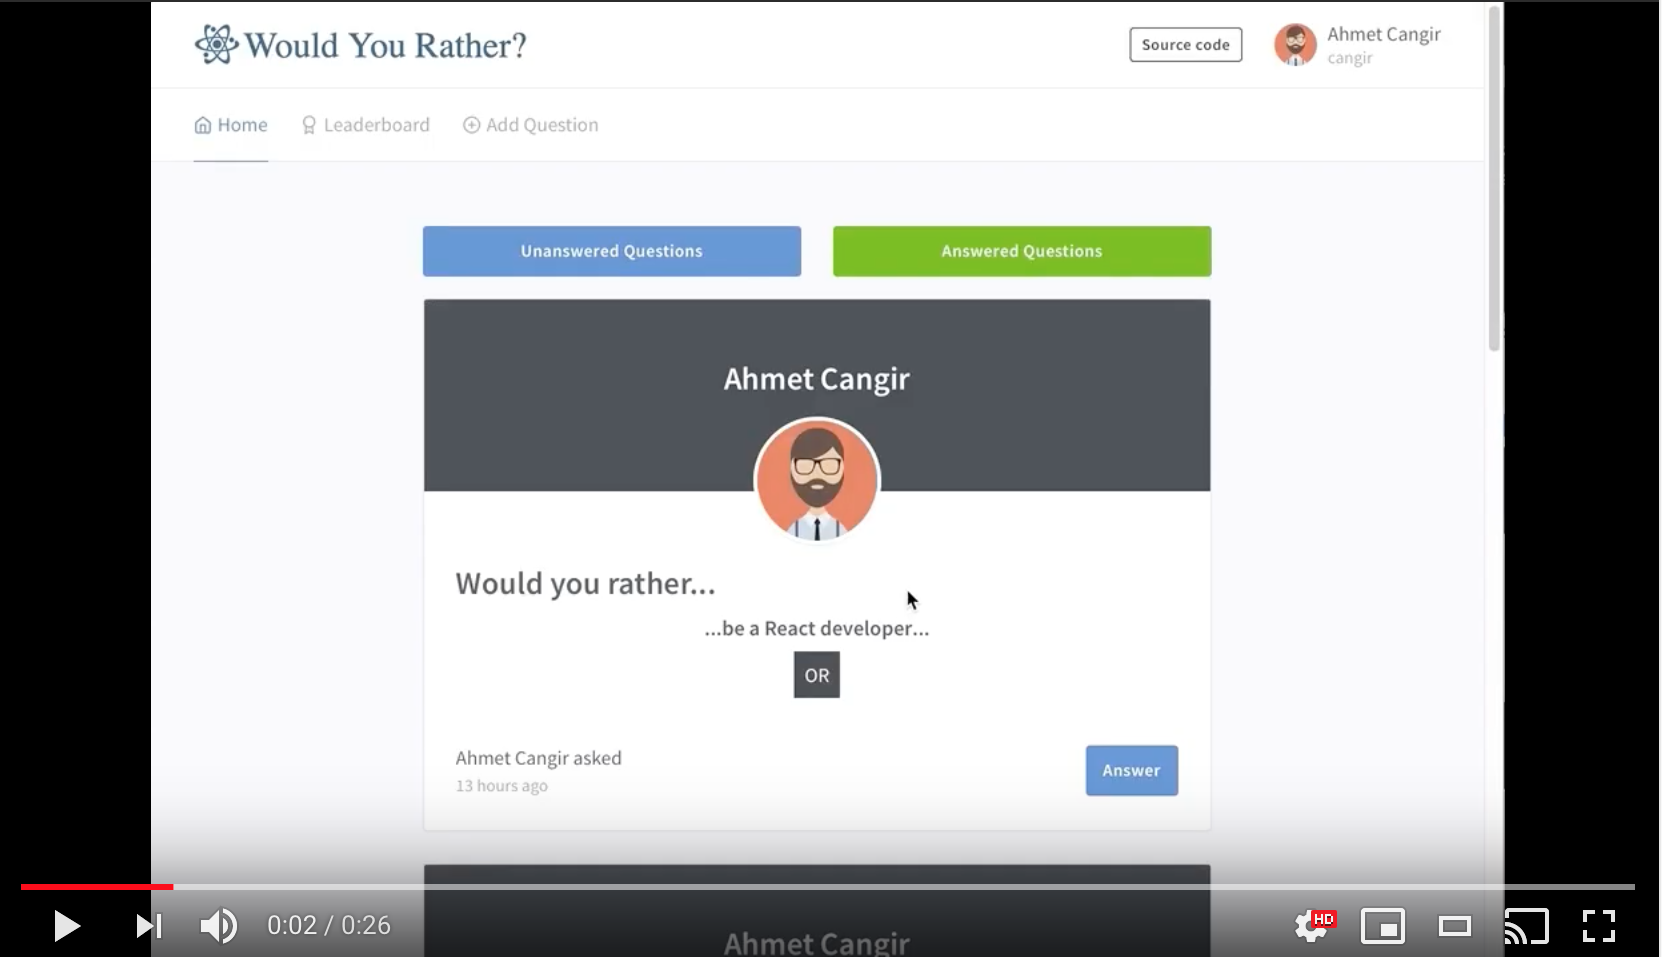 Would You Rather?
Source code
Ahmet Cangir
cangir
Home
Leaderboard
Add Question
Unanswered Questions
Answered Questions
Ahmet Cangir
Would you rather...
...be a React developer...
OR
Ahmet Cangir asked
13 hours ago
Answer
Ahmet Cangir
0:02 / 0:26
HD